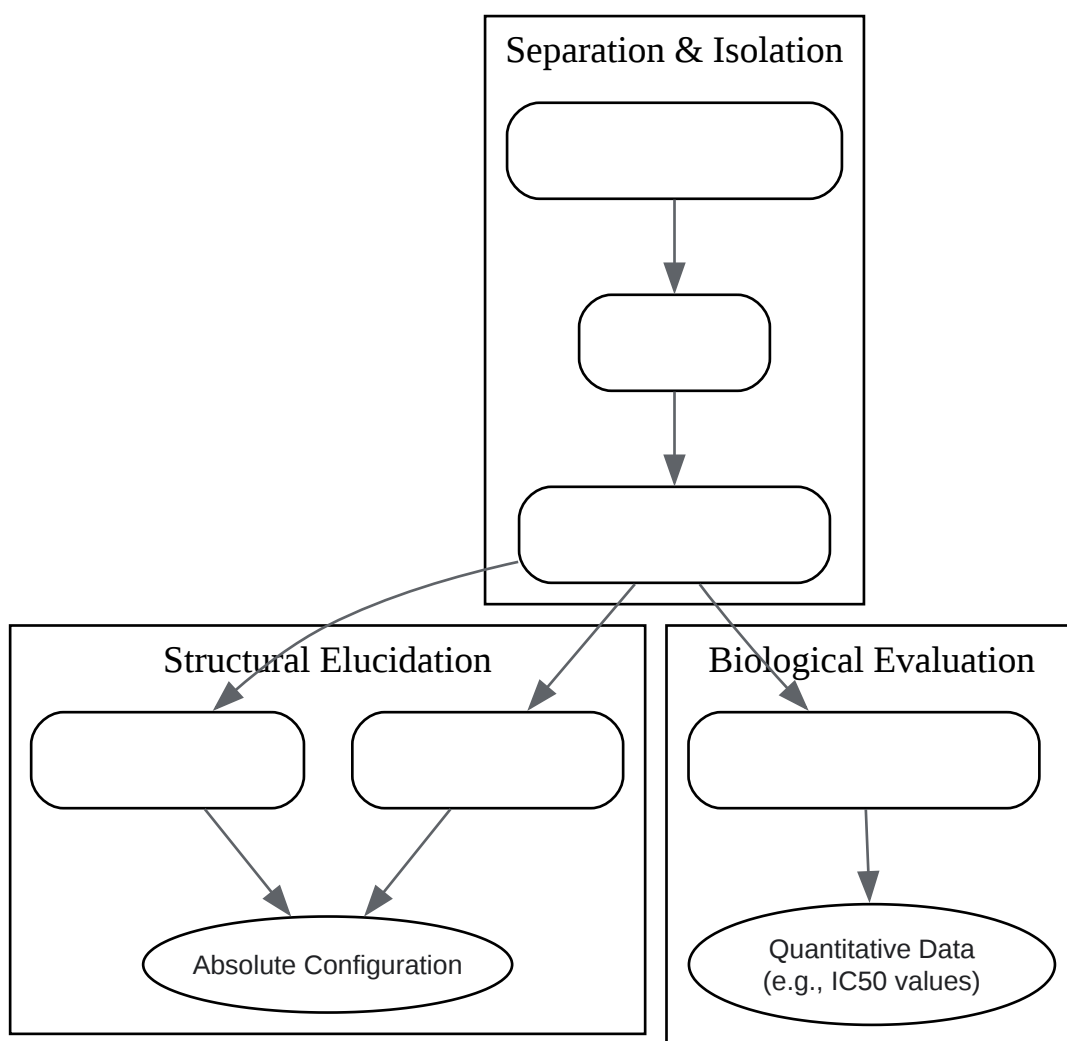 Separation & Isolation
Structural Elucidation
Biological Evaluation
Absolute Configuration
Quantitative Data
(e.g., IC50 values)